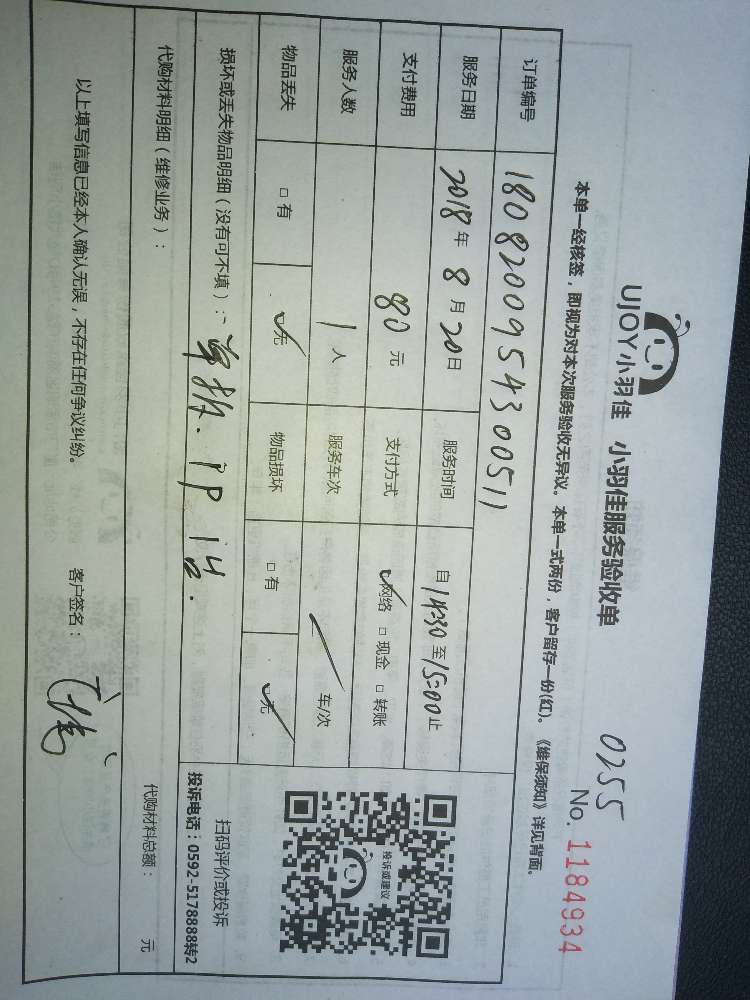 UJOY小羽佳 小羽佳服务验收单 0255
No. 1184934
本单一经核签，即视为对本次服务验收无异议。本单一式两份，客户留存一份(红)。《维保须知》详见背面。
订单编号 1808200954300511
服务日期 2018年8月20日 服务时间 自14:30至15:00止
支付费用 80元 支付方式 ☑网络 □现金 □转账
服务人数 1人 服务车次 / 车/次
物品丢失 □有 ☑无 物品损坏 □有 ☑无
投诉或建议
扫码评价或投诉
投诉电话：0592-5178888转2
损坏或丢失物品明细（没有可不填）：单拆．1P
代购材料明细（维修业务）： 代购材料总额： 元
以上填写信息已经本人确认无误，不存在任何争议纠纷。 客户签名：